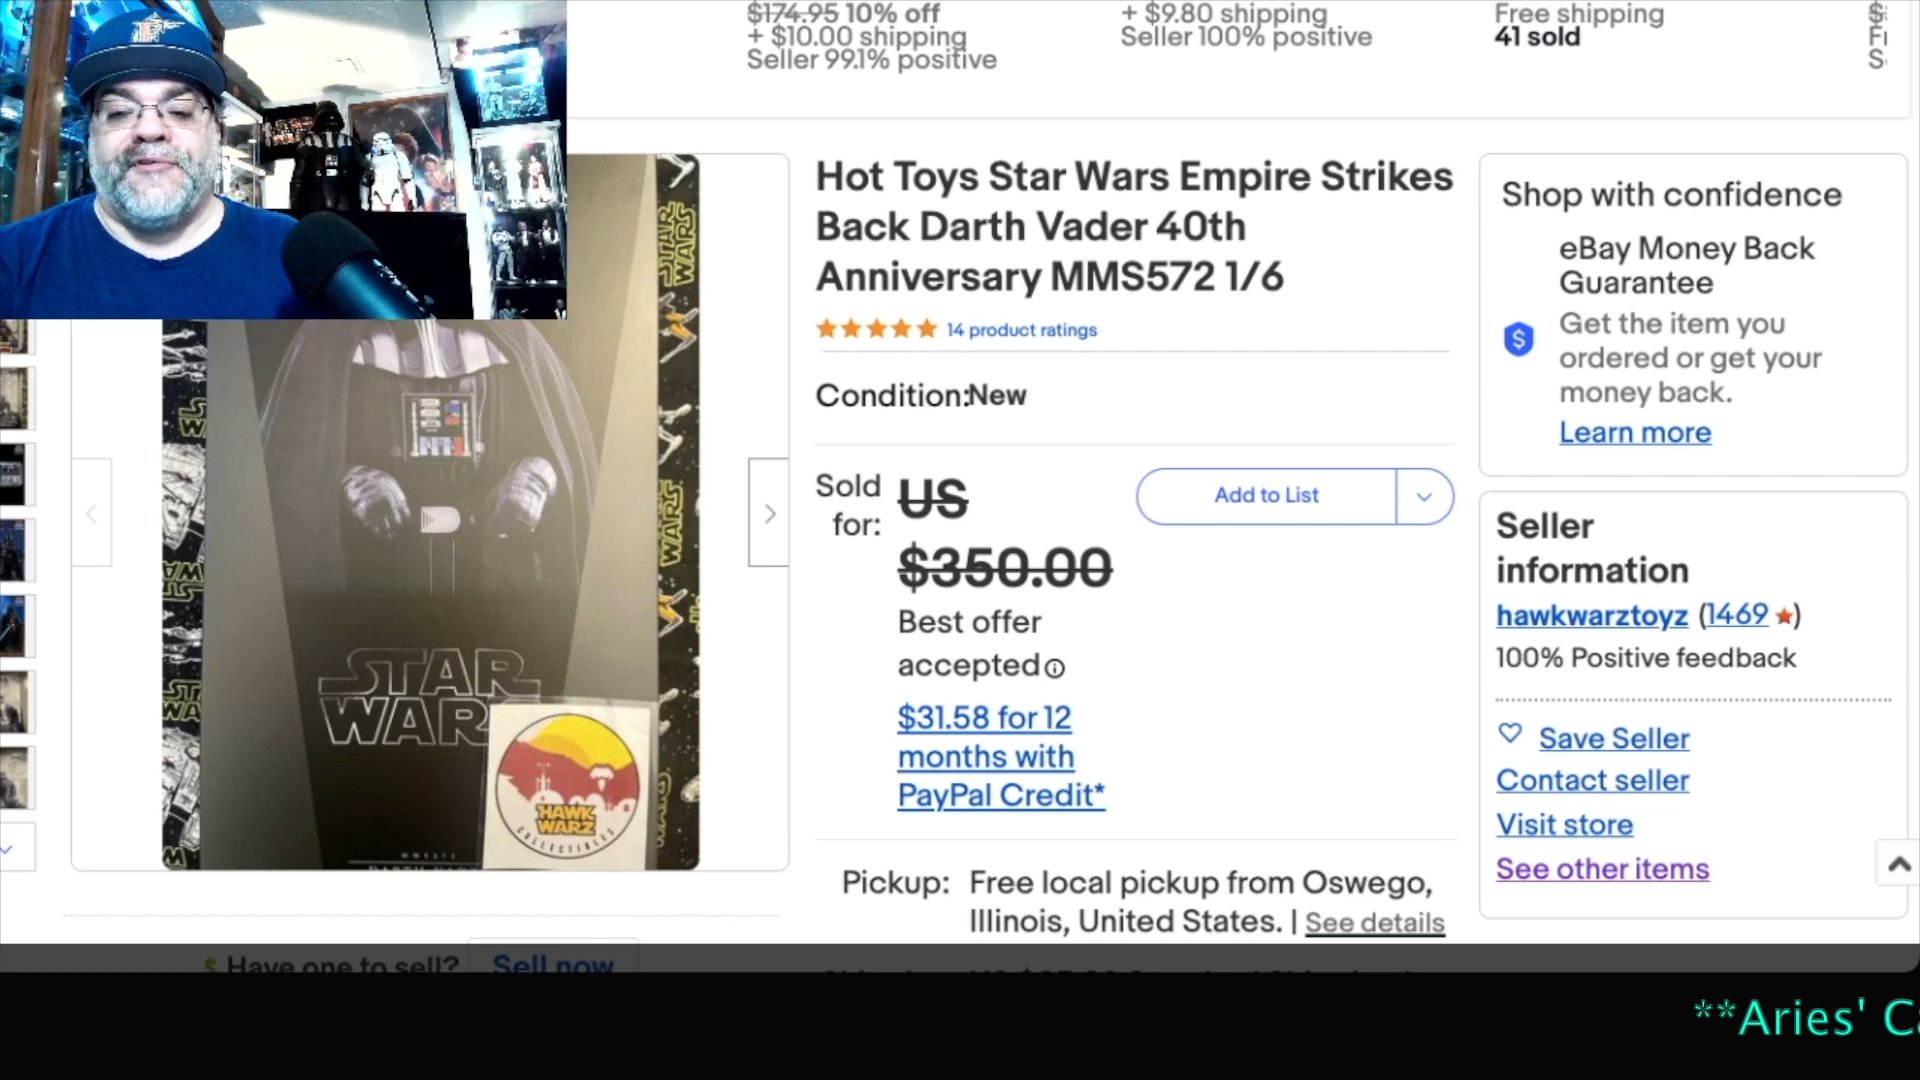 $174.95 10% off
+ $10.00 shipping
Seller 99.1% positive
+ $9.80 shipping
Seller 100% positive
Free shipping
41 sold
Hot Toys Star Wars Empire Strikes
Back Darth Vader 40th
Anniversary MMS572 1/6
14 product ratings
Condition:New
Sold
for:
US
$350.00
Best offer
accepted
$31.58 for 12
months with
PayPal Credit*
Add to List
Pickup:
Free local pickup from Oswego,
Illinois, United States. | See details
Shop with confidence
eBay Money Back
Guarantee
Get the item you
ordered or get your
money back.
Learn more
Seller
information
hawkwarztoyz (1469)
100% Positive feedback
Save Seller
Contact seller
Visit store
See other items
STAR
WARS
STAR
WARS
HAWK
WARZ
COLLECTIBLES
Have one to sell?
Sell now
**Aries'